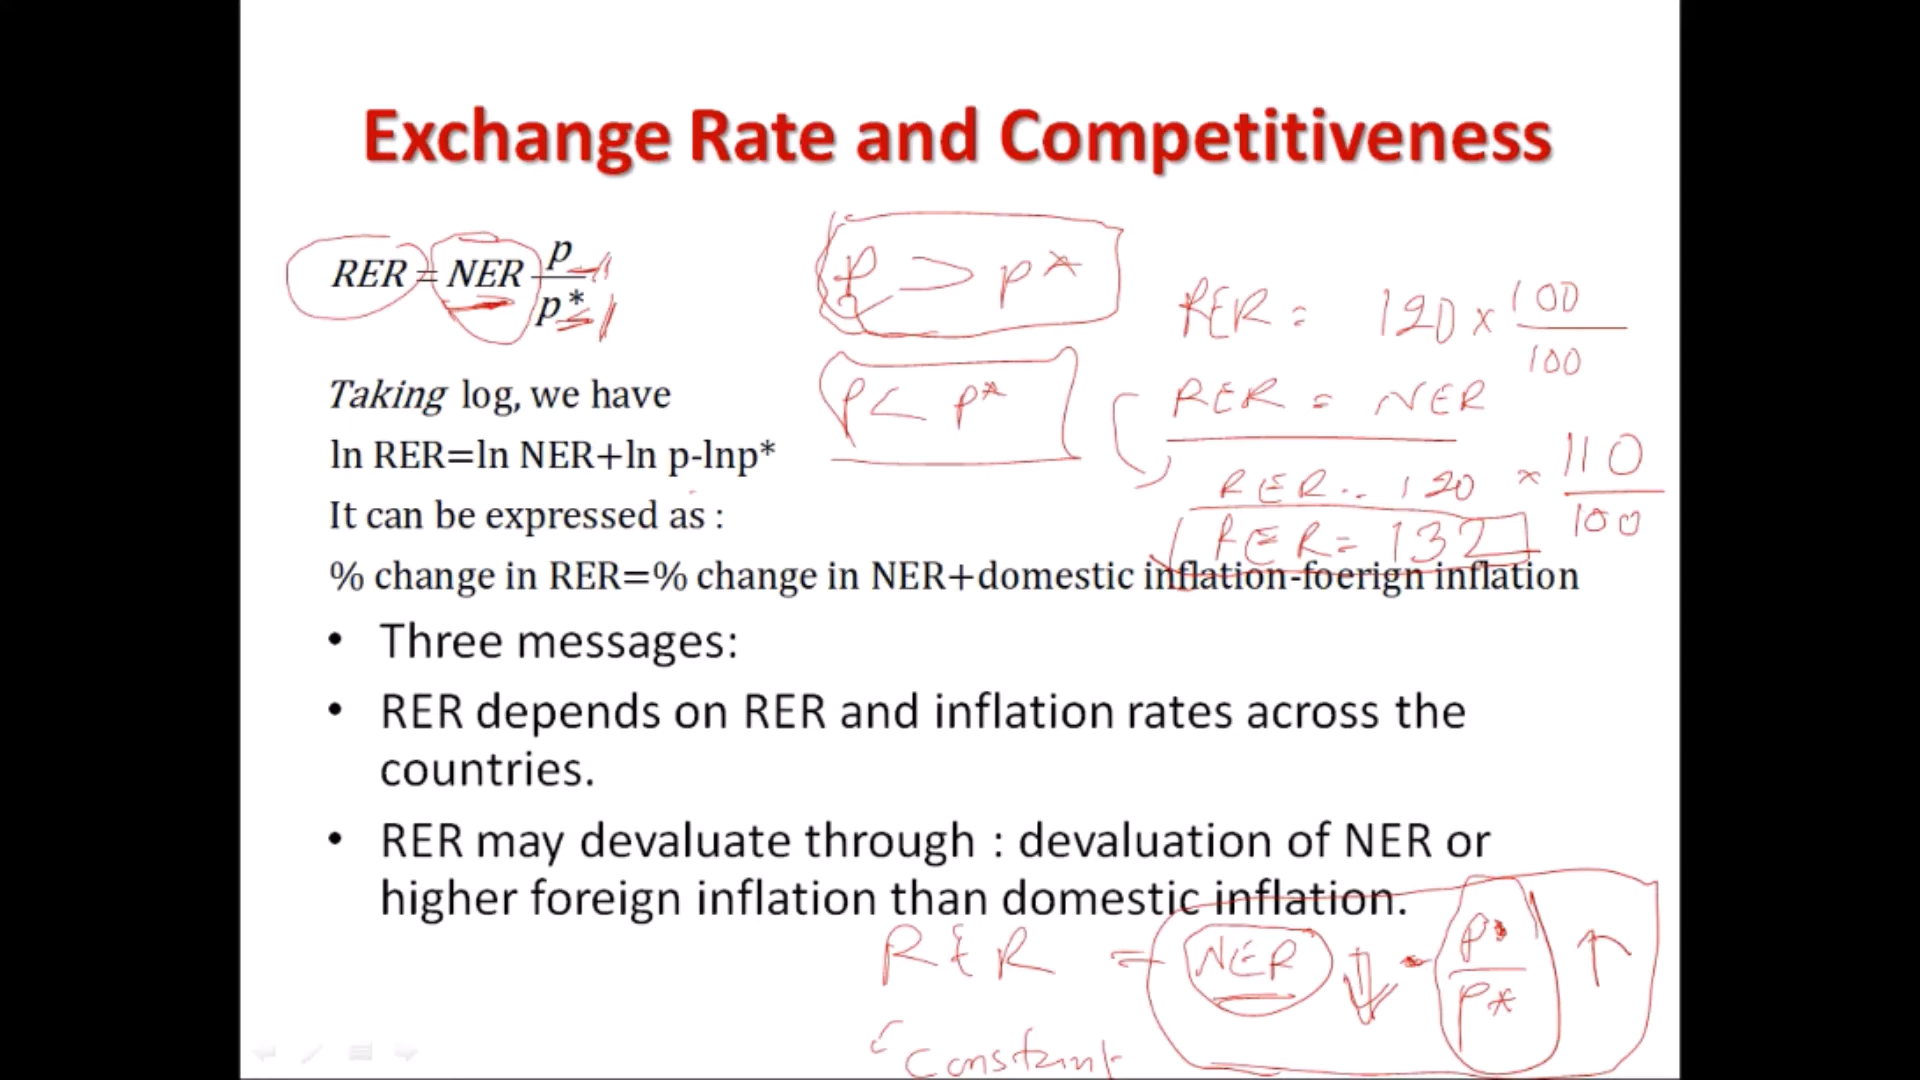 Exchange Rate and Competitiveness
RER = NER p/p*
p > p*
p < p*
RER = 120 × 100/100
RER = NER
RER = 120 × 110/100
RER = 132
Taking log, we have
ln RER=ln NER+ln p-lnp*
It can be expressed as :
% change in RER=% change in NER+domestic inflation-foerign inflation
• Three messages:
• RER depends on RER and inflation rates across the
countries.
• RER may devaluate through : devaluation of NER or
higher foreign inflation than domestic inflation.
RER = NER ↓ · P/P* ↑
Constant